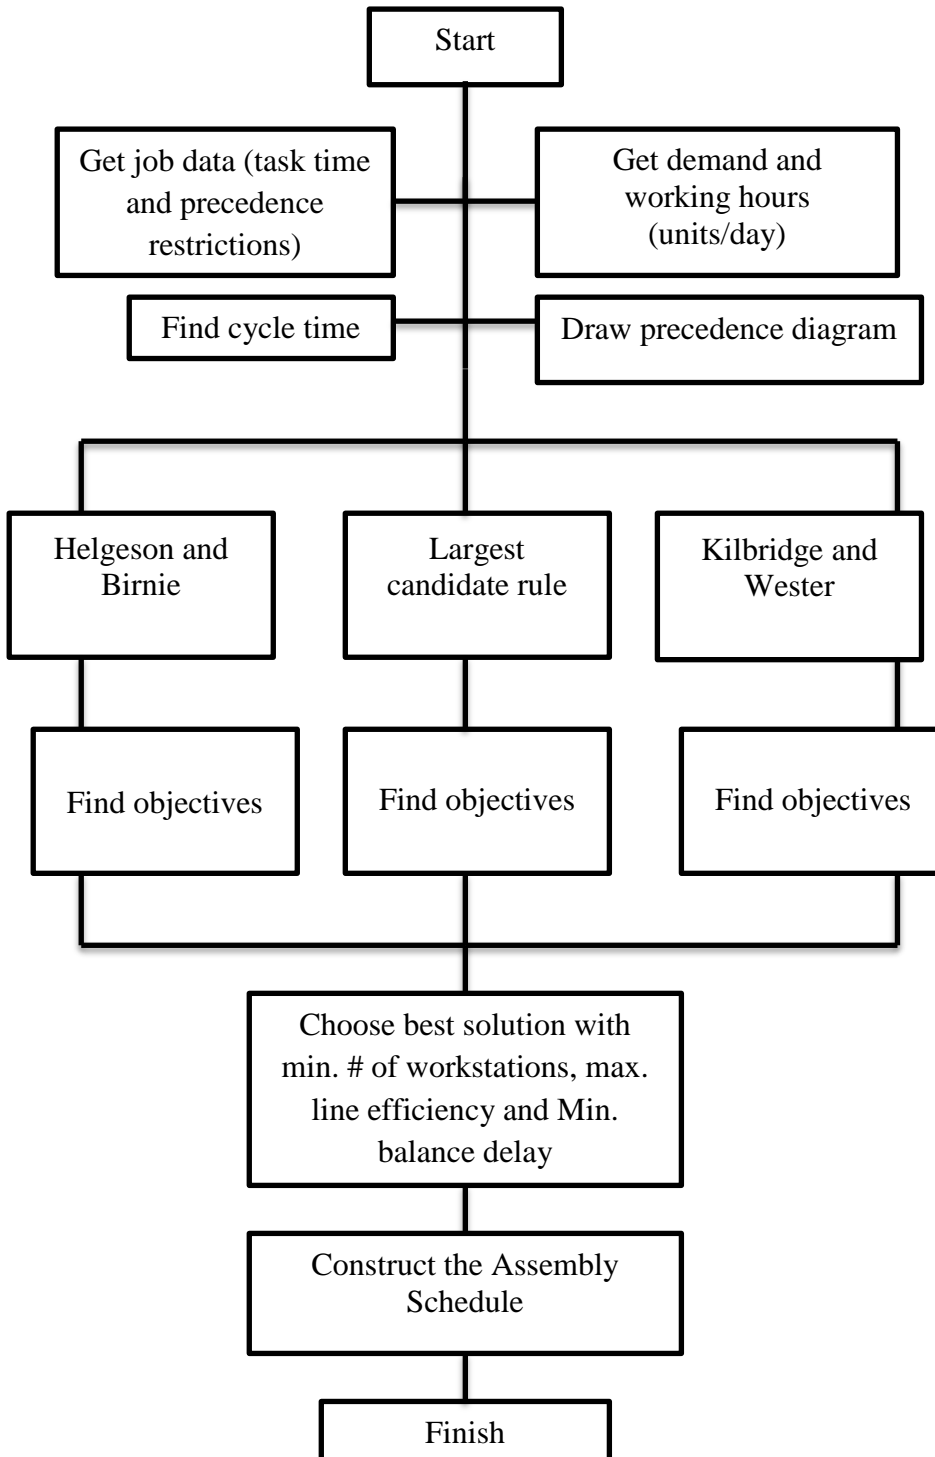 Start
Get job data (task time
and precedence
restrictions)
Get demand and
working hours
(units/day)
Find cycle time
Draw precedence diagram
Helgeson and
Birnie
Largest
candidate rule
Kilbridge and
Wester
Find objectives
Find objectives
Find objectives
Choose best solution with
min. # of workstations, max.
line efficiency and Min.
balance delay
Construct the Assembly
Schedule
Finish